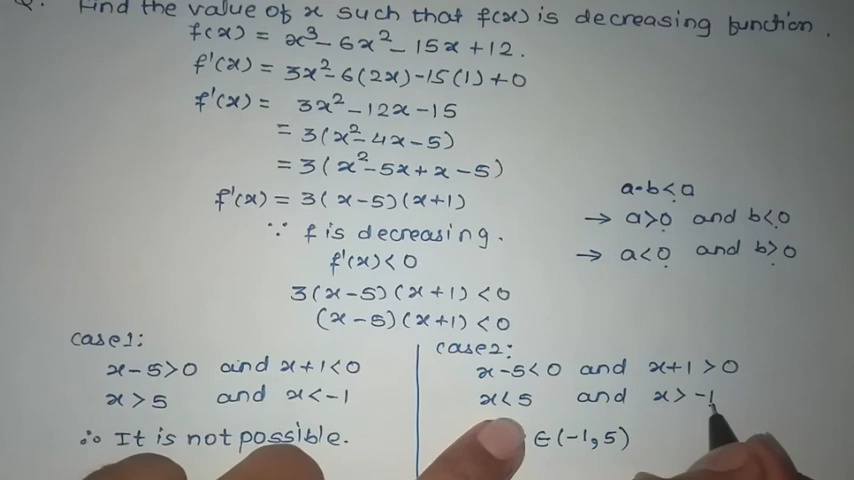 Find the value of x such that f(x) is decreasing function.
f(x) = x³ - 6x² - 15x + 12.
f'(x) = 3x² - 6(2x) - 15(1) + 0
f'(x) = 3x² - 12x - 15
= 3(x² - 4x - 5)
= 3(x² - 5x + x - 5)
f'(x) = 3(x - 5)(x + 1)
∵ f is decreasing.
f'(x) < 0
3(x - 5)(x + 1) < 0
(x - 5)(x + 1) < 0
a·b < 0
→ a > 0 and b < 0
→ a < 0 and b > 0
case1:
x - 5 > 0 and x + 1 < 0
x > 5 and x < -1
∴ It is not possible.
case2:
x - 5 < 0 and x + 1 > 0
x < 5 and x > -1
∈ (-1, 5)